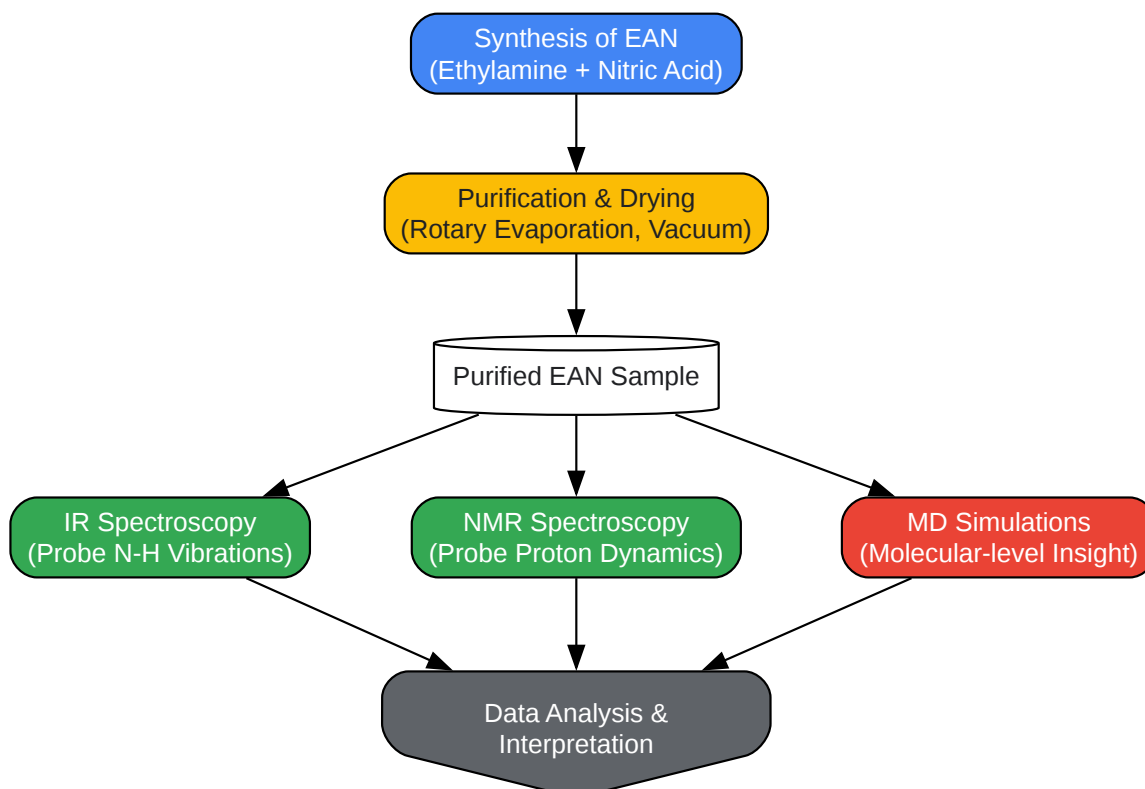 Synthesis of EAN
(Ethylamine + Nitric Acid)
Purification & Drying
(Rotary Evaporation, Vacuum)
Purified EAN Sample
IR Spectroscopy
(Probe N-H Vibrations)
NMR Spectroscopy
(Probe Proton Dynamics)
MD Simulations
(Molecular-level Insight)
Data Analysis &
Interpretation